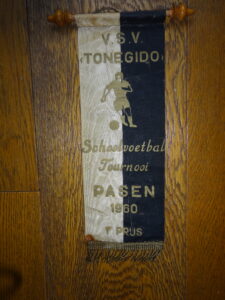 V.S.V.
"TONEGIDO"
Schoolvoetbal
Tournooi
PASEN
1960
1e PRIJS